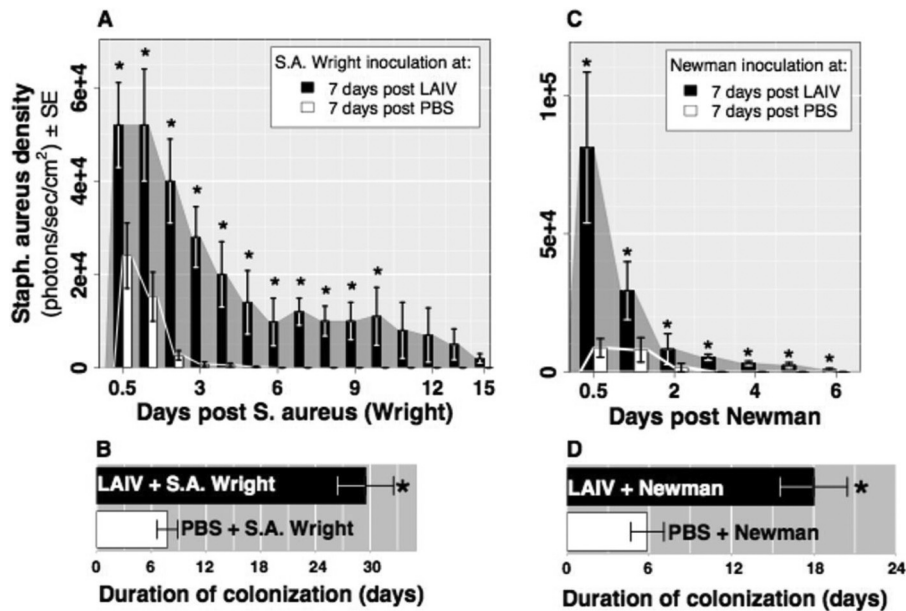 A
Staph. aureus density
(photons/sec/cm²) ± SE
6e+4
4e+4
2e+4
0
S.A. Wright inoculation at:
7 days post LAIV
7 days post PBS
* * * * * * * * * * *
0.5 3 6 9 12 15
Days post S. aureus (Wright)
C
1e+5
5e+4
0
Newman inoculation at:
7 days post LAIV
7 days post PBS
* * * * * * *
0.5 2 4 6
Days post Newman
B
LAIV + S.A. Wright *
PBS + S.A. Wright
0 6 12 18 24 30
Duration of colonization (days)
D
LAIV + Newman *
PBS + Newman
0 6 12 18 24
Duration of colonization (days)